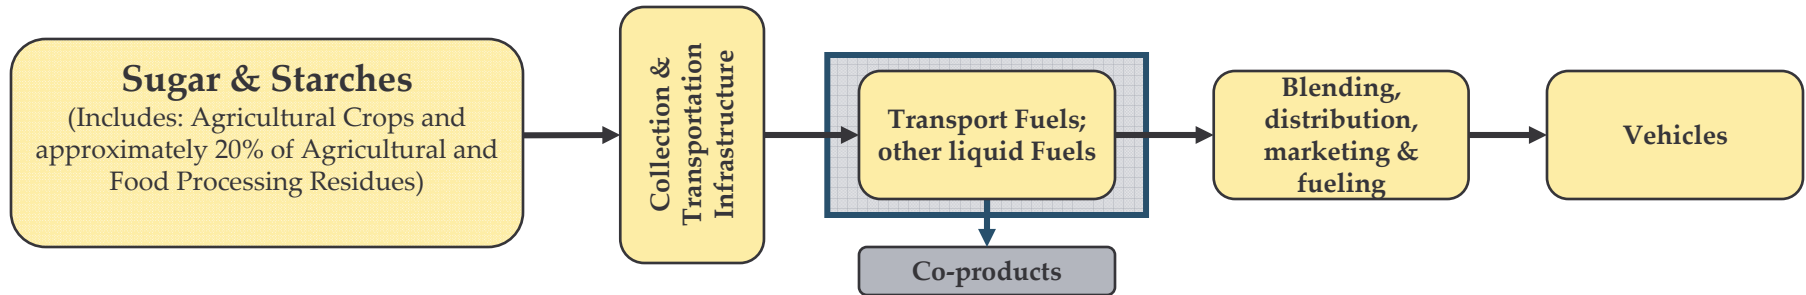 Sugar & Starches
(Includes: Agricultural Crops and
approximately 20% of Agricultural and
Food Processing Residues)
Collection &
Transportation
Infrastructure
Transport Fuels;
other liquid Fuels
Co-products
Blending,
distribution,
marketing &
fueling
Vehicles